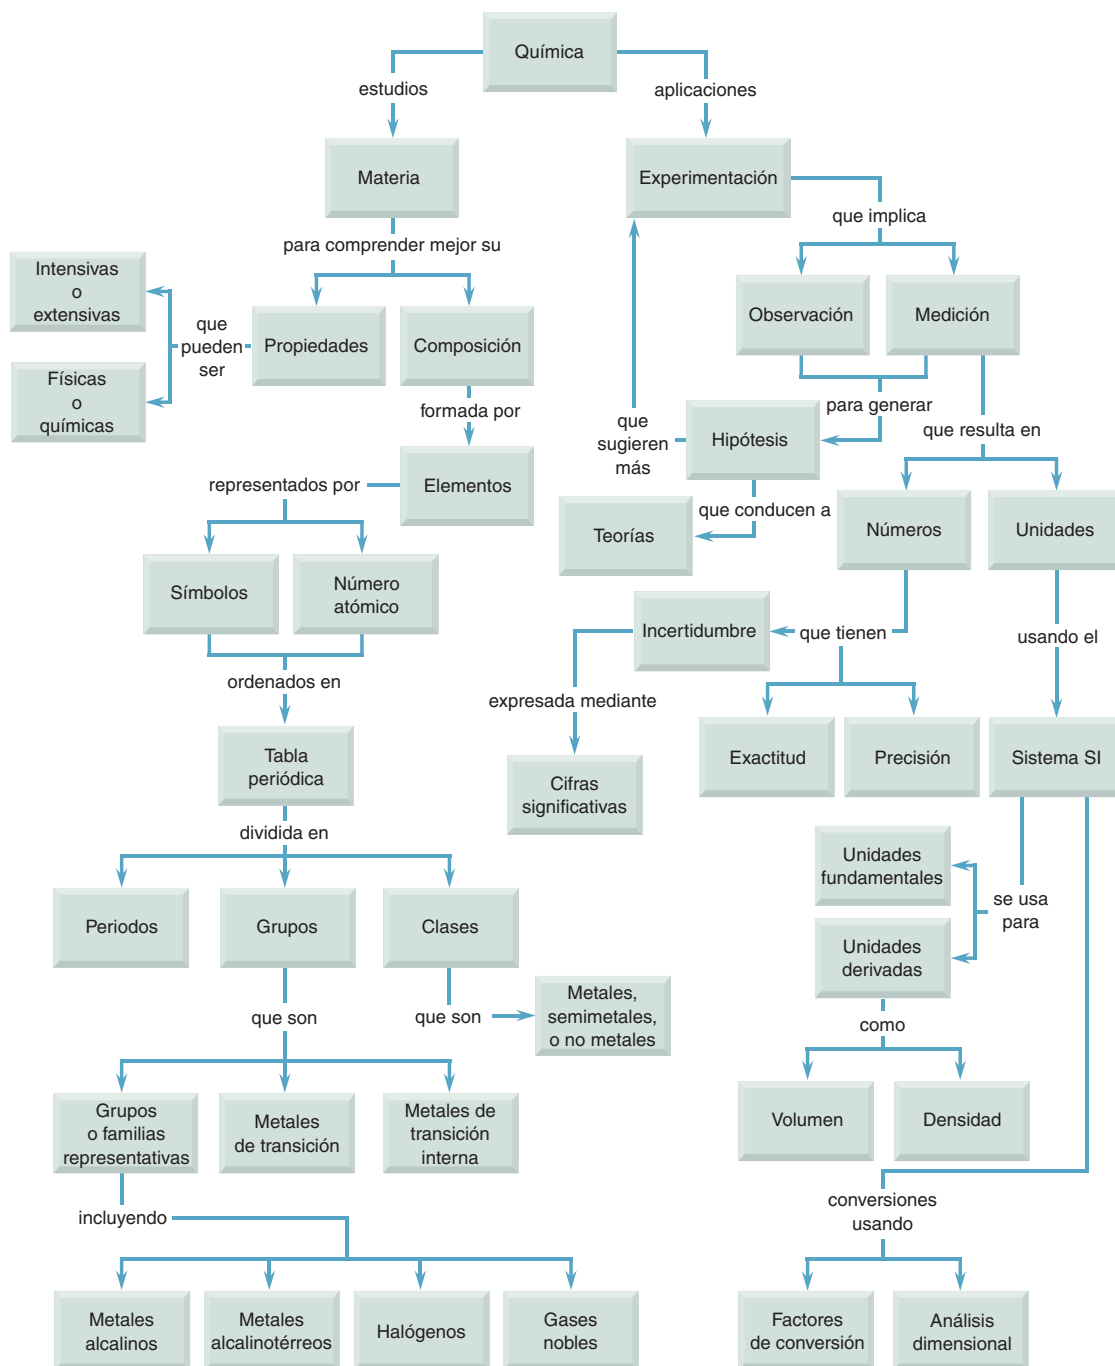 Química
estudios
aplicaciones
Materia
Experimentación
para comprender mejor su
que implica
Intensivas
o
extensivas
que
pueden
ser
Propiedades
Composición
Observación
Medición
Físicas
o
químicas
formada por
que
sugieren
más
Hipótesis
para generar
que resulta en
representados por
Elementos
Teorías
que conducen a
Números
Unidades
Símbolos
Número
atómico
Incertidumbre
que tienen
usando el
ordenados en
expresada mediante
Tabla
periódica
Cifras
significativas
Exactitud
Precisión
Sistema SI
dividida en
Unidades
fundamentales
se usa
para
Periodos
Grupos
Clases
Unidades
derivadas
que son
que son
Metales,
semimetales,
o no metales
como
Grupos
o familias
representativas
Metales
de transición
Metales de
transición
interna
Volumen
Densidad
incluyendo
conversiones
usando
Metales
alcalinos
Metales
alcalinotérreos
Halógenos
Gases
nobles
Factores
de conversión
Análisis
dimensional